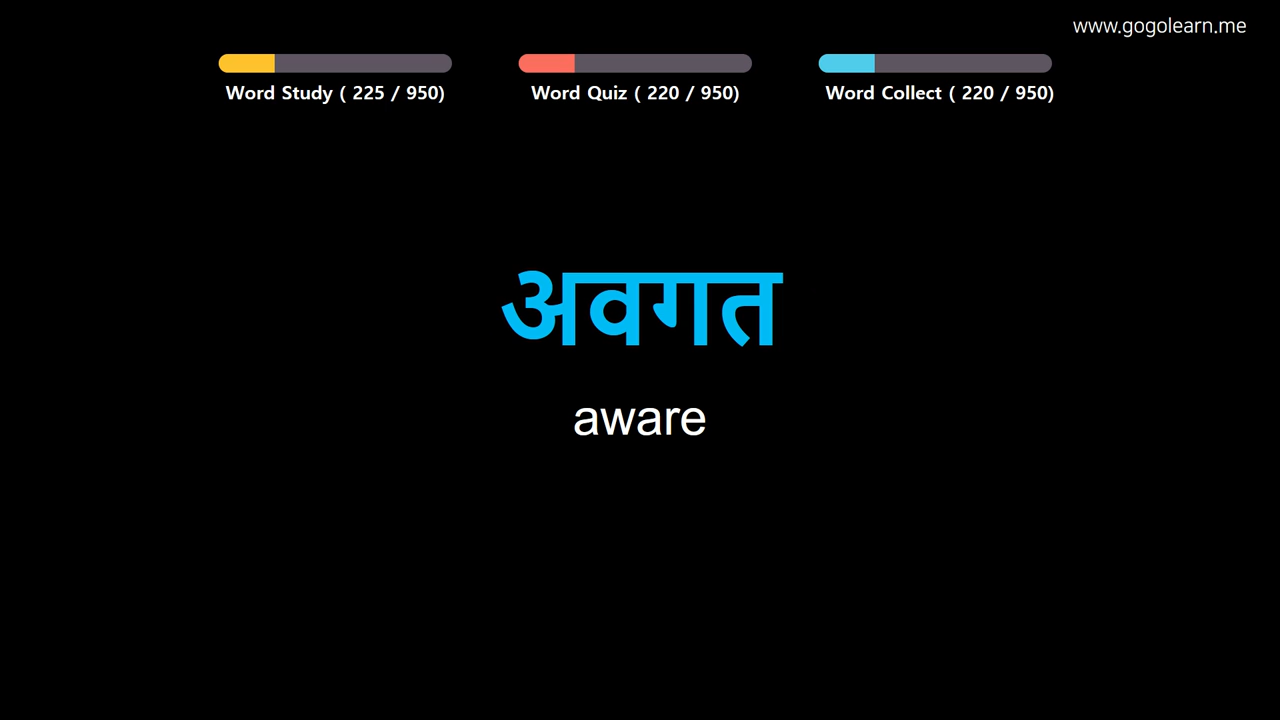 www.gogolearn.me
Word Study ( 225 / 950)
Word Quiz ( 220 / 950)
Word Collect ( 220 / 950)
अवगत
aware